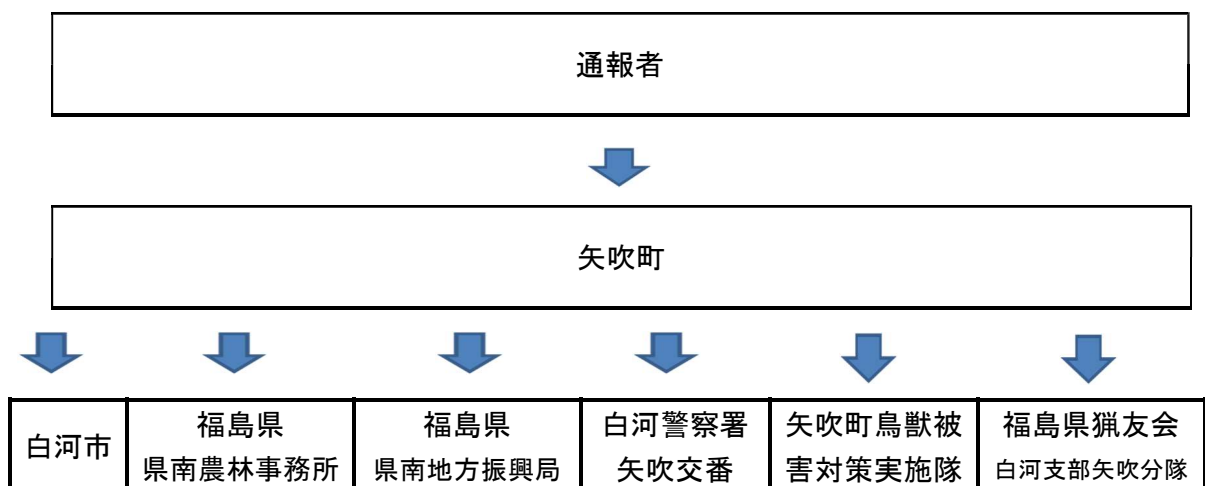 通報者
矢吹町
白河市
福島県
県南農林事務所
福島県
県南地方振興局
白河警察署
矢吹交番
矢吹町鳥獣被
害対策実施隊
福島県猟友会
白河支部矢吹分隊